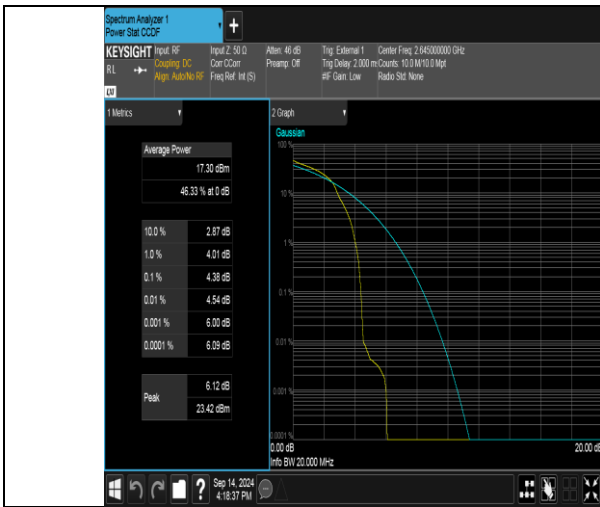 Spectrum Analyzer 1
Power Stat CCDF
+
KEYSIGHT
RL
LXI
Input: RF
Coupling: DC
Align: Auto/No RF
Input Z: 50 Ω
Corr CCorr
Freq Ref: Int (S)
Atten: 46 dB
Preamp: Off
Trig: External 1
Trig Delay: 2.000 ms
#IF Gain: Low
Center Freq: 2.645000000 GHz
Counts: 10.0 M/10.0 Mpt
Radio Std: None
1 Metrics
Average Power
17.30 dBm
46.33 % at 0 dB
10.0 % 2.87 dB
1.0 % 4.01 dB
0.1 % 4.38 dB
0.01 % 4.54 dB
0.001 % 6.00 dB
0.0001 % 6.09 dB
Peak
6.12 dB
23.42 dBm
2 Graph
Gaussian
100 %
10 %
1 %
0.1 %
0.01 %
0.001 %
0.0001 %
0.00 dB
20.00 dB
Info BW 20.000 MHz
?
Sep 14, 2024
4:18:37 PM